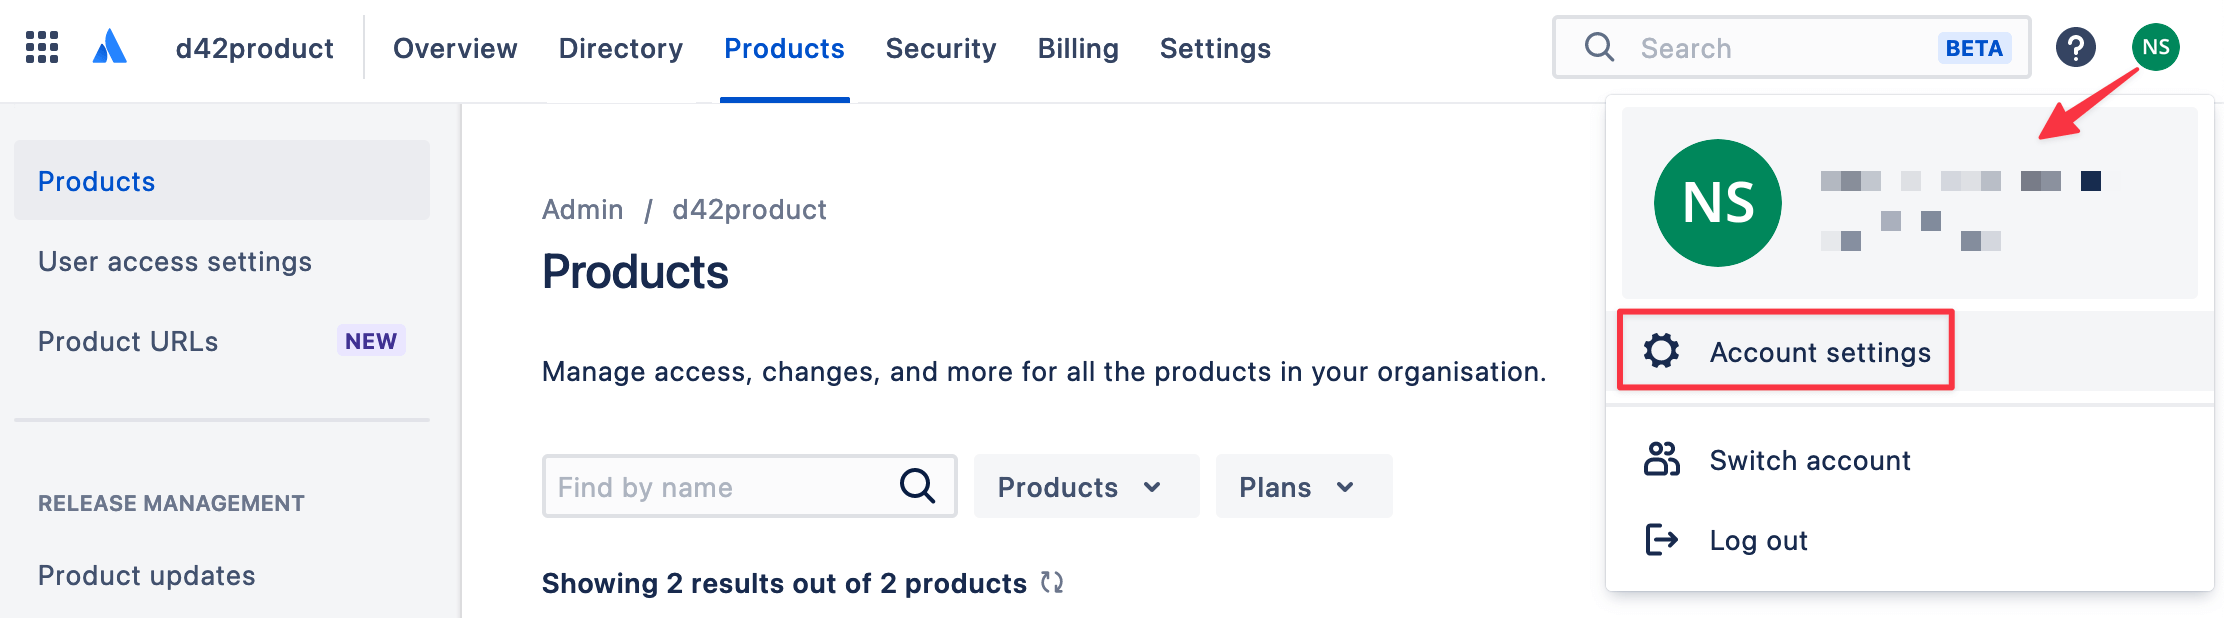 d42product Overview Directory Products Security Billing Settings Search BETA ? NS
Products
User access settings
Product URLs NEW
RELEASE MANAGEMENT
Product updates
Admin / d42product
Products
Manage access, changes, and more for all the products in your organisation.
Find by name Products Plans
Showing 2 results out of 2 products
NS
Account settings
Switch account
Log out